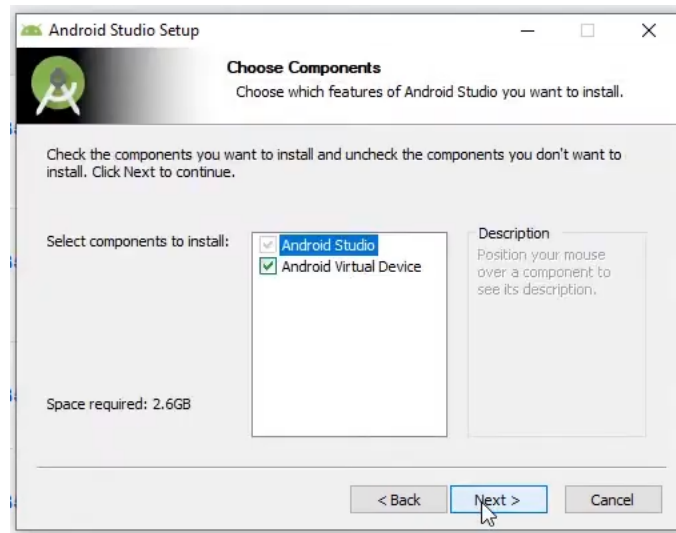 Android Studio Setup
Choose Components
Choose which features of Android Studio you want to install.
Check the components you want to install and uncheck the components you don't want to
install. Click Next to continue.
Select components to install:
Android Studio
Android Virtual Device
Description
Position your mouse
over a component to
see its description.
Space required: 2.6GB
< Back
Next >
Cancel